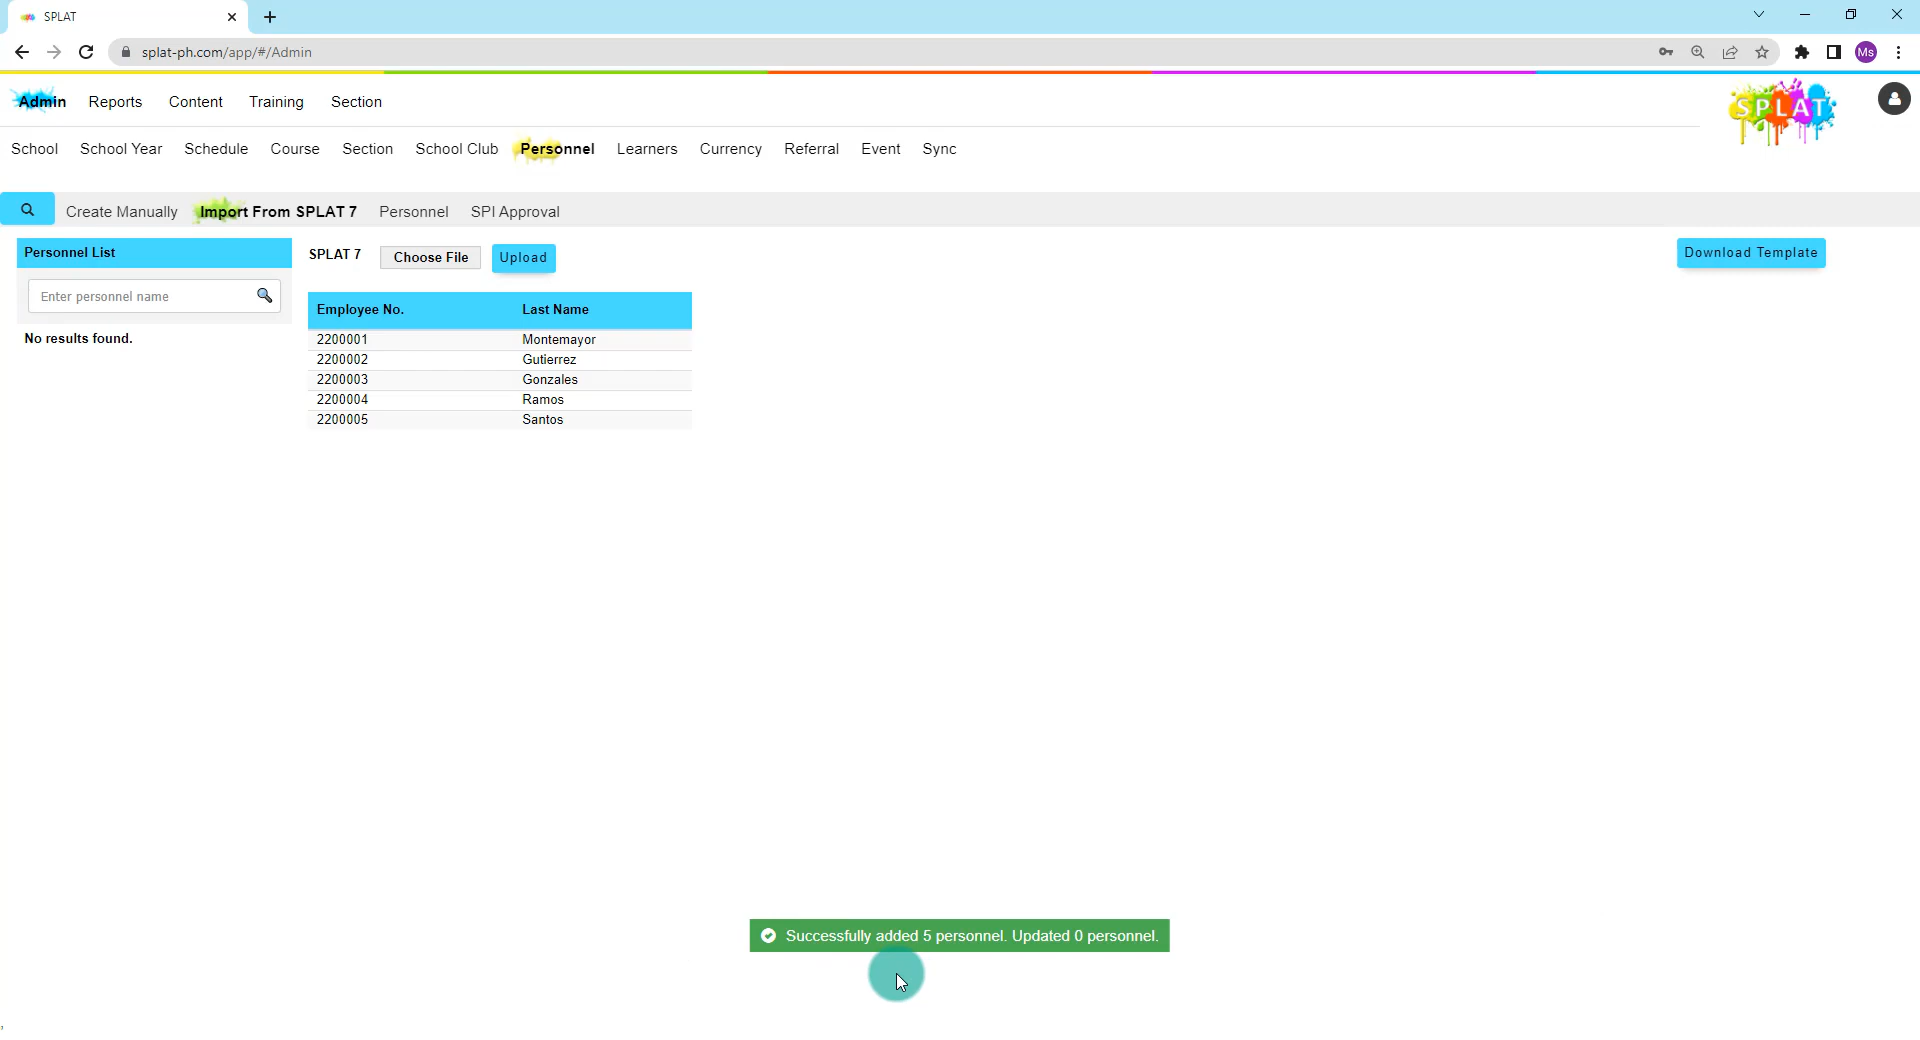 SPLAT
splat-ph.com/app/#/Admin
Ms
Admin Reports Content Training Section
SPLAT
School School Year Schedule Course Section School Club Personnel Learners Currency Referral Event Sync
Create Manually Import From SPLAT 7 Personnel SPI Approval
Personnel List
Enter personnel name
No results found.
SPLAT 7 Choose File Upload
Download Template
Employee No. Last Name
2200001 Montemayor
2200002 Gutierrez
2200003 Gonzales
2200004 Ramos
2200005 Santos
Successfully added 5 personnel. Updated 0 personnel.
,